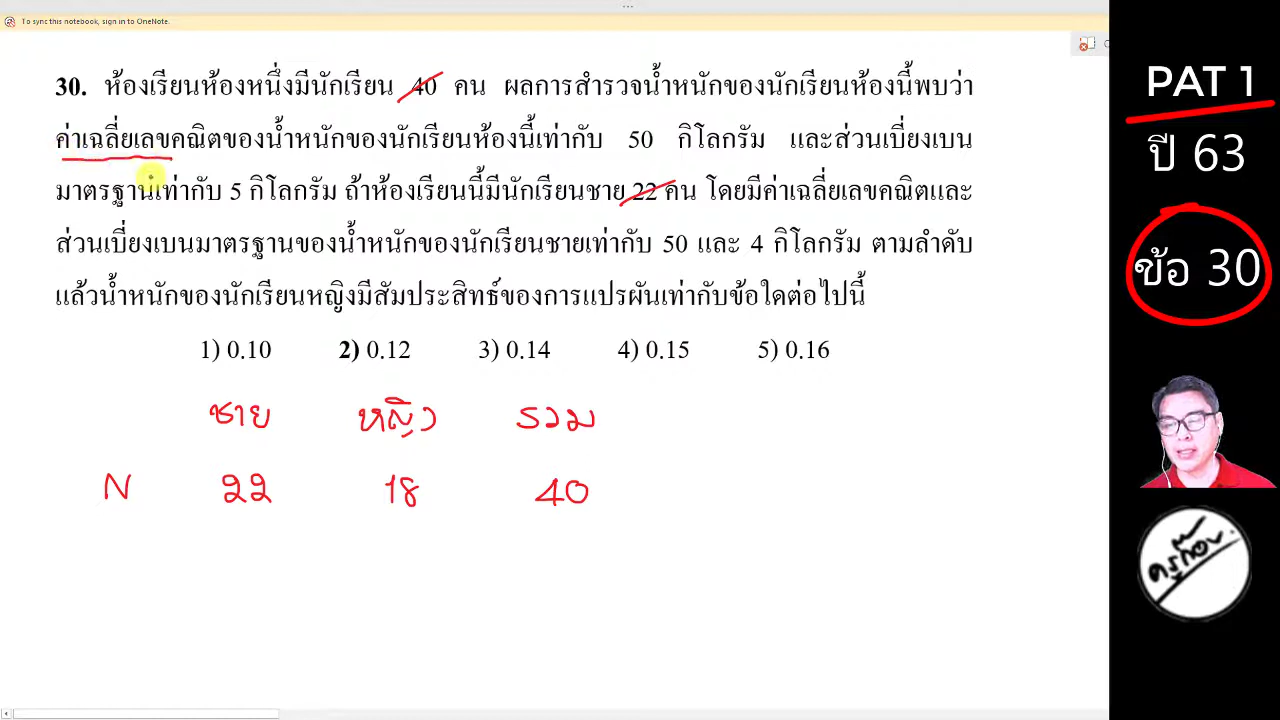 To sync this notebook, sign in to OneNote.
30. ห้องเรียนห้องหนึ่งมีนักเรียน 40 คน ผลการสำรวจน้ำหนักของนักเรียนห้องนี้พบว่า
ค่าเฉลี่ยเลขคณิตของน้ำหนักของนักเรียนห้องนี้เท่ากับ 50 กิโลกรัม และส่วนเบี่ยงเบน
มาตรฐานเท่ากับ 5 กิโลกรัม ถ้าห้องเรียนนี้มีนักเรียนชาย 22 คน โดยมีค่าเฉลี่ยเลขคณิตและ
ส่วนเบี่ยงเบนมาตรฐานของน้ำหนักของนักเรียนชายเท่ากับ 50 และ 4 กิโลกรัม ตามลำดับ
แล้วน้ำหนักของนักเรียนหญิงมีสัมประสิทธ์ของการแปรผันเท่ากับข้อใดต่อไปนี้
1) 0.10 2) 0.12 3) 0.14 4) 0.15 5) 0.16
ชาย หญิง รวม
N 22 18 40
PAT 1
ปี 63
ข้อ 30
ครูก๊อบ